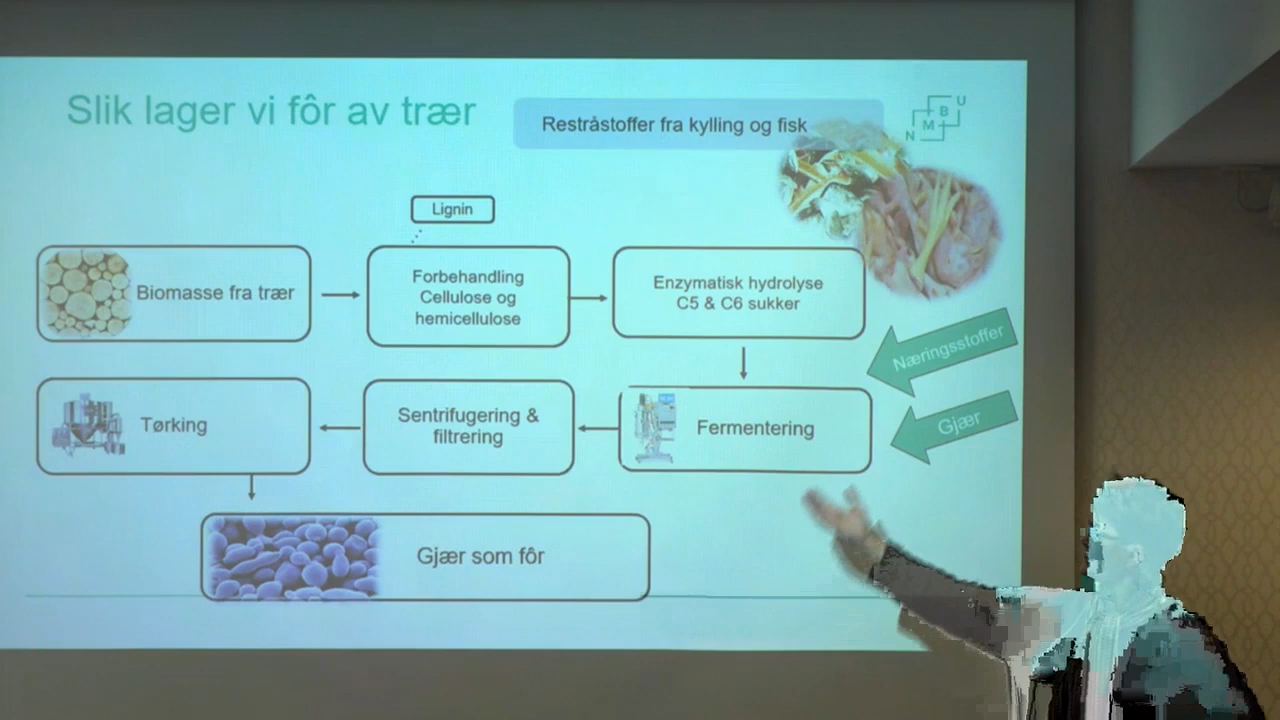 Slik lager vi fôr av trær
Restråstoffer fra kylling og fisk
N M B U
Lignin
Biomasse fra trær
Forbehandling
Cellulose og
hemicellulose
Enzymatisk hydrolyse
C5 & C6 sukker
Næringsstoffer
Gjær
Fermentering
Sentrifugering &
filtrering
Tørking
Gjær som fôr